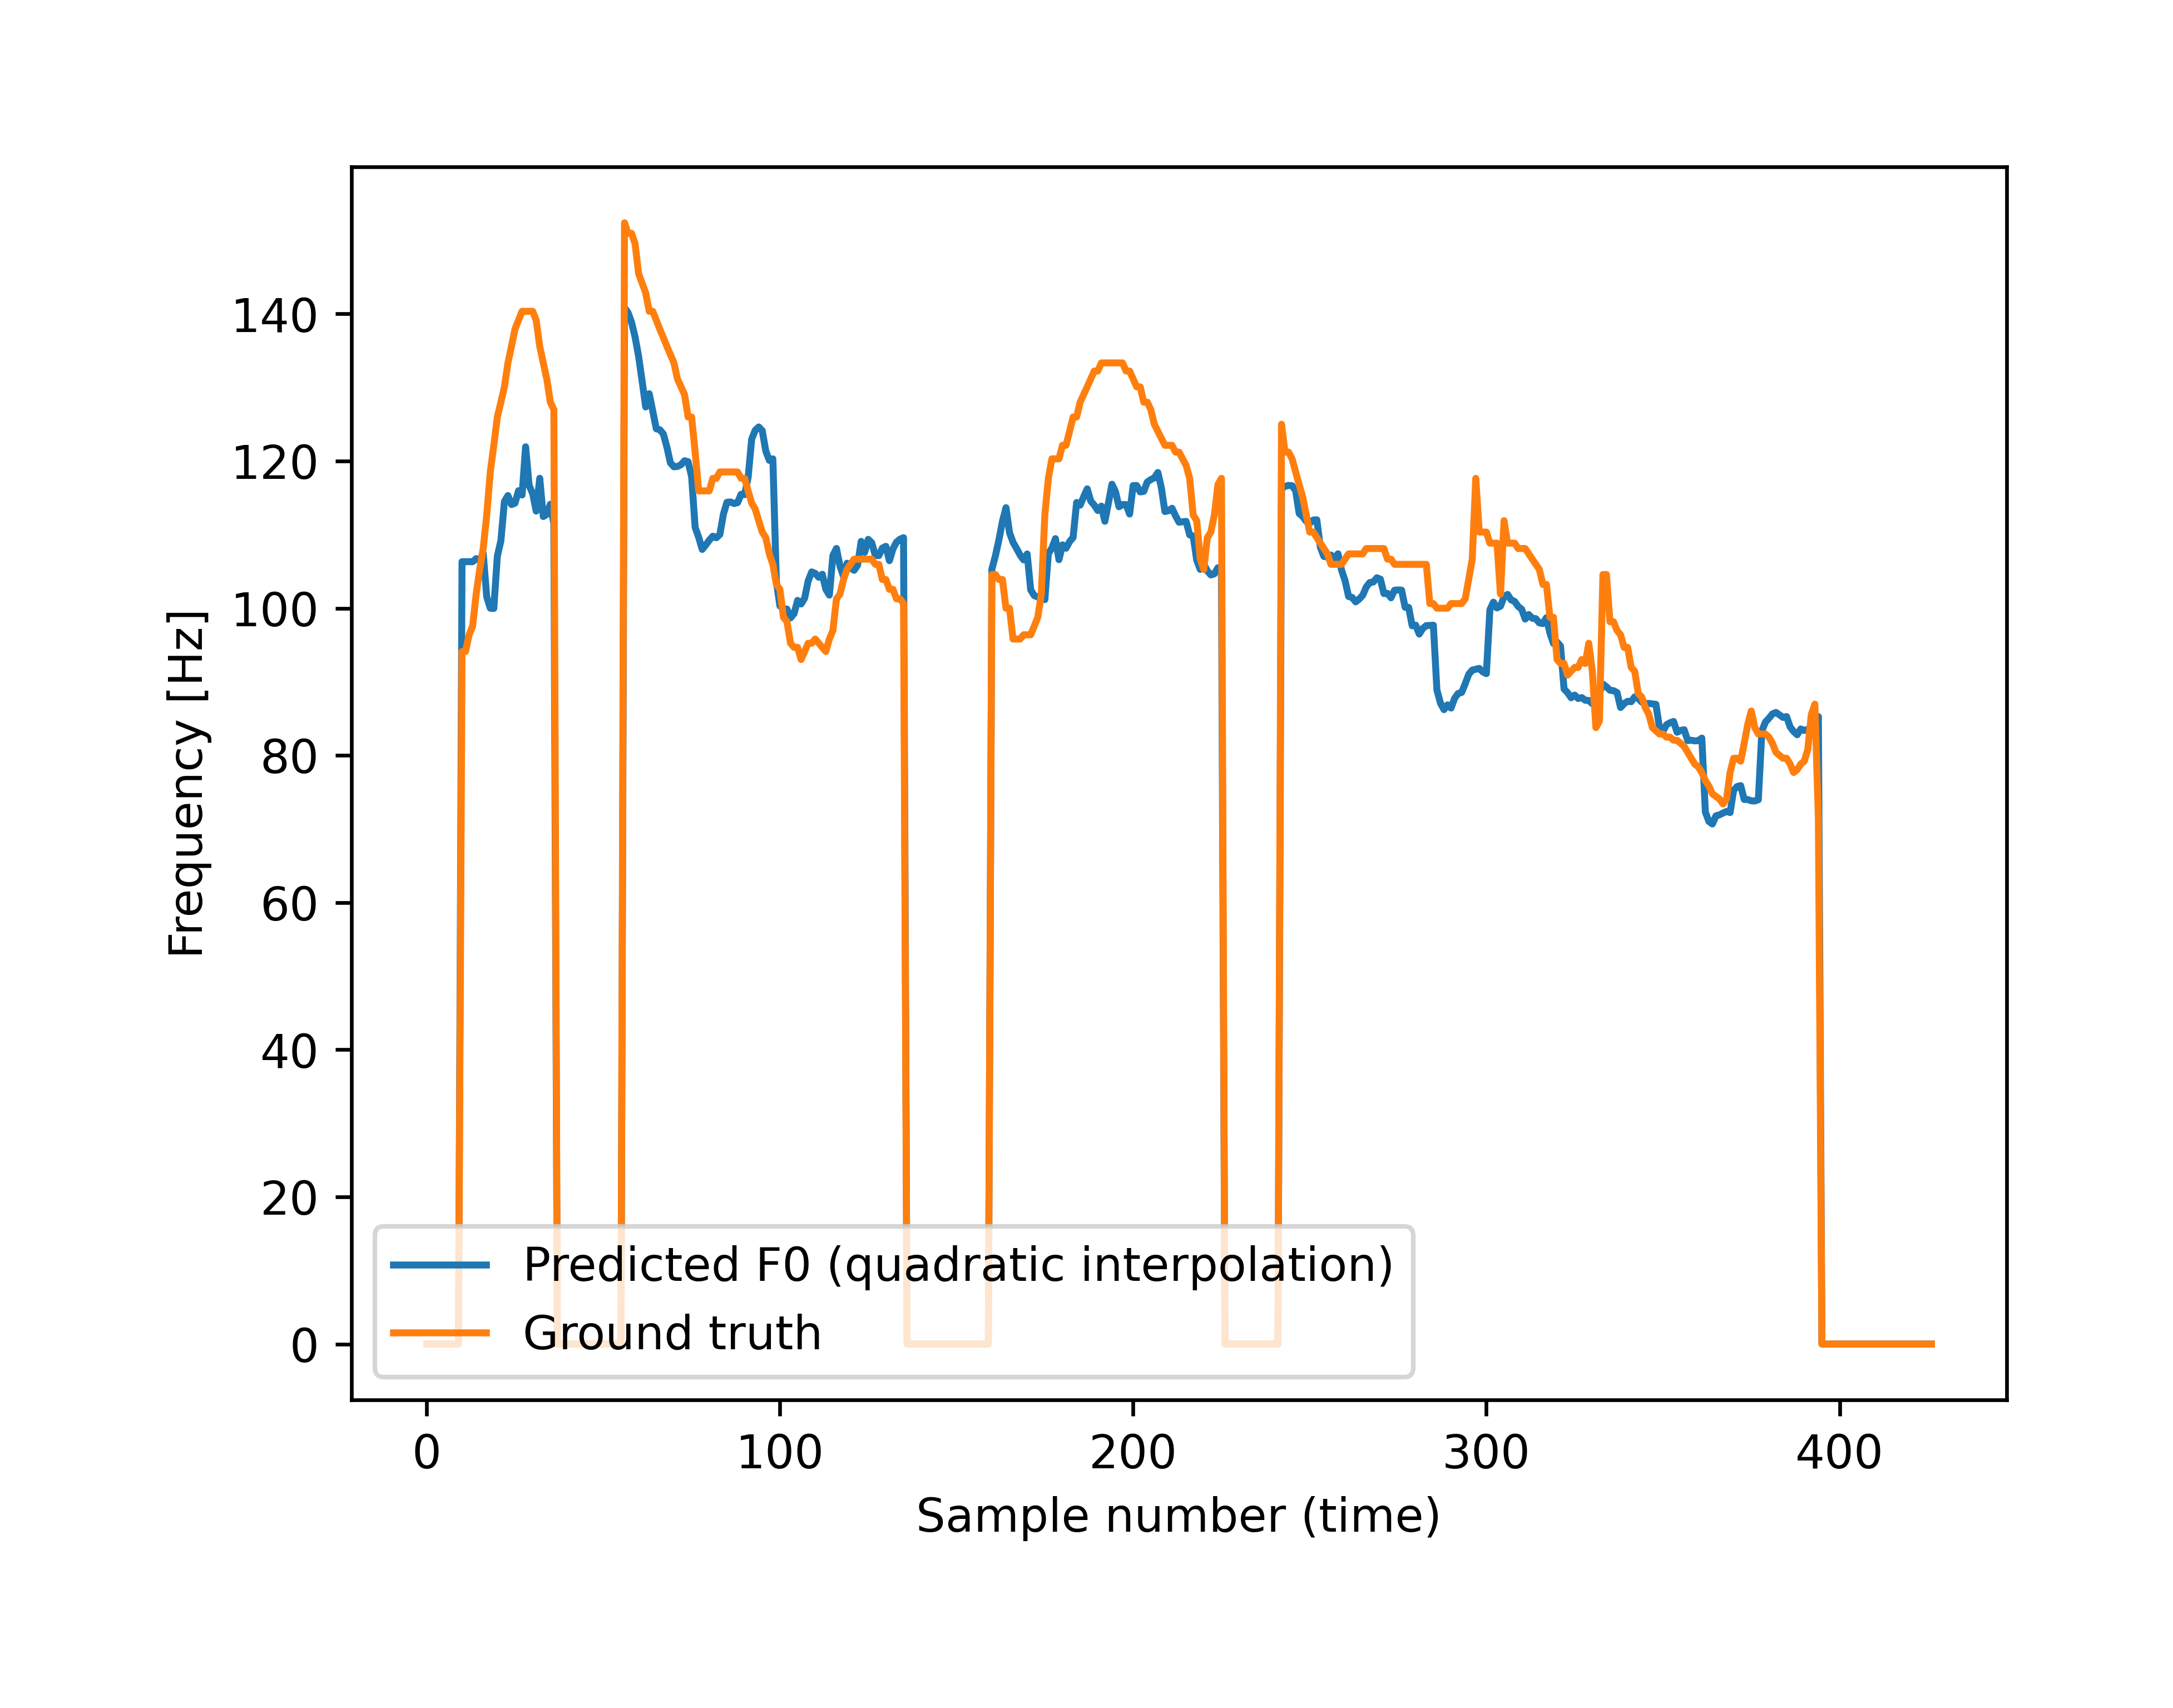 140
120
100
80
60
40
20
0
Frequency [Hz]
Predicted F0 (quadratic interpolation)
Ground truth
0 100 200 300 400
Sample number (time)